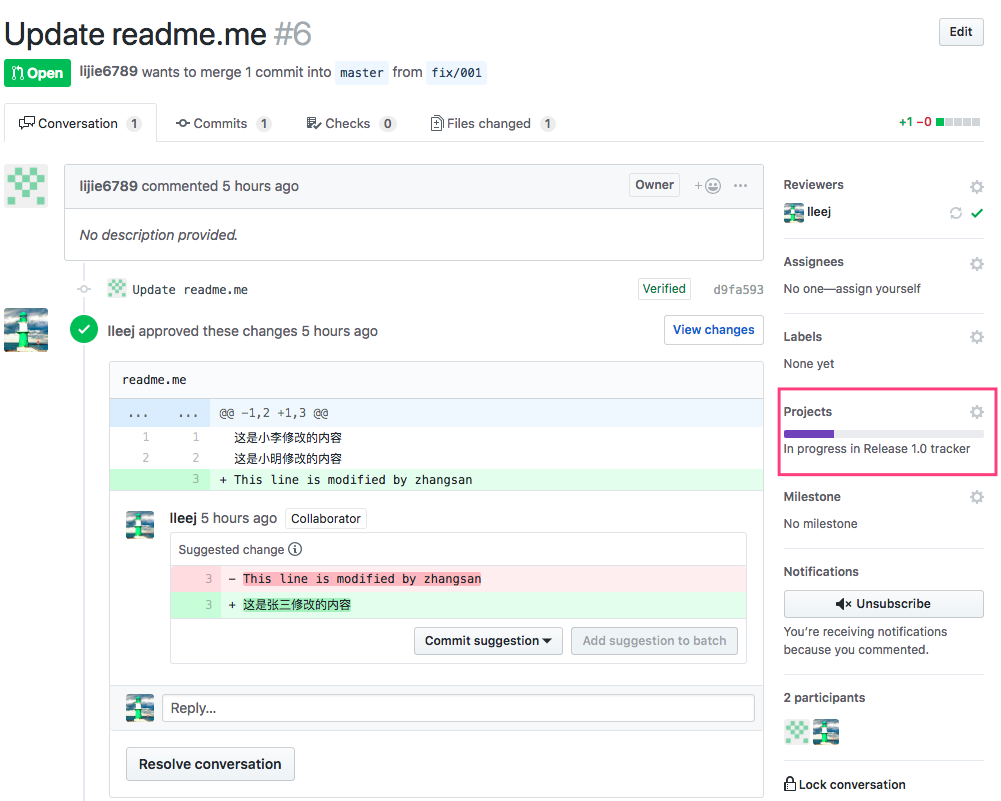 Update readme.me #6
Edit
Open lijie6789 wants to merge 1 commit into master from fix/001
Conversation 1 Commits 1 Checks 0 Files changed 1 +1 −0
lijie6789 commented 5 hours ago Owner + ...
No description provided.
Update readme.me Verified d9fa593
lleej approved these changes 5 hours ago View changes
readme.me
... ... @@ -1,2 +1,3 @@
1 1 这是小李修改的内容
2 2 这是小明修改的内容
3 + This line is modified by zhangsan
lleej 5 hours ago Collaborator
Suggested change
3 - This line is modified by zhangsan
3 + 这是张三修改的内容
Commit suggestion Add suggestion to batch
Reply...
Resolve conversation
Reviewers
lleej
Assignees
No one—assign yourself
Labels
None yet
Projects
In progress in Release 1.0 tracker
Milestone
No milestone
Notifications
Unsubscribe
You're receiving notifications
because you commented.
2 participants
Lock conversation